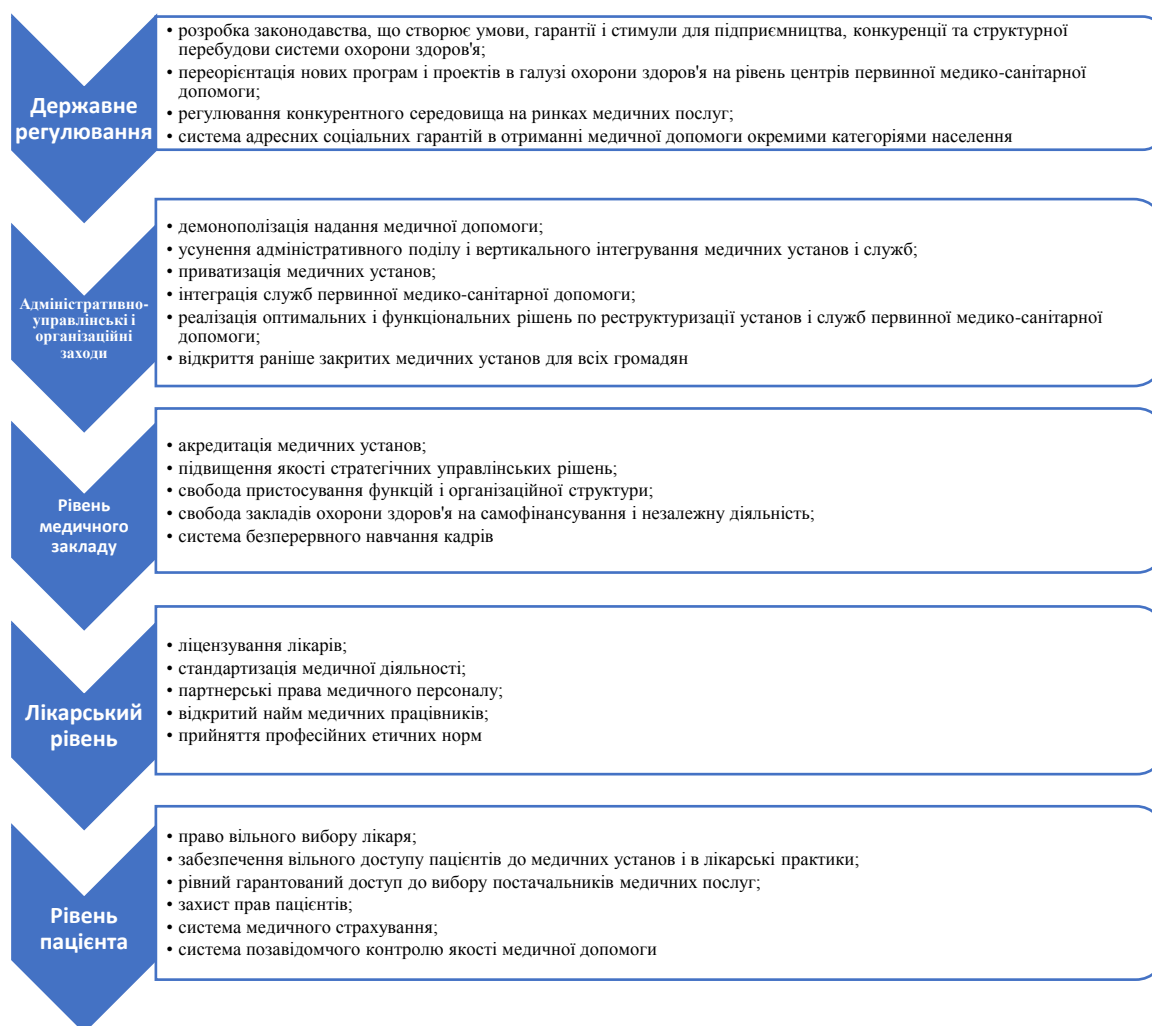 Державне
регулювання
• розробка законодавства, що створює умови, гарантії і стимули для підприємництва, конкуренції та структурної
перебудови системи охорони здоров'я;
• переорієнтація нових програм і проектів в галузі охорони здоров'я на рівень центрів первинної медико-санітарної
допомоги;
• регулювання конкурентного середовища на ринках медичних послуг;
• система адресних соціальних гарантій в отриманні медичної допомоги окремими категоріями населення
Адміністративно-
управлінські і
організаційні
заходи
• демонополізація надання медичної допомоги;
• усунення адміністративного поділу і вертикального інтегрування медичних установ і служб;
• приватизація медичних установ;
• інтеграція служб первинної медико-санітарної допомоги;
• реалізація оптимальних і функціональних рішень по реструктуризації установ і служб первинної медико-санітарної
допомоги;
• відкриття раніше закритих медичних установ для всіх громадян
Рівень
медичного
закладу
• акредитація медичних установ;
• підвищення якості стратегічних управлінських рішень;
• свобода пристосування функцій і організаційної структури;
• свобода закладів охорони здоров'я на самофінансування і незалежну діяльність;
• система безперервного навчання кадрів
Лікарський
рівень
• ліцензування лікарів;
• стандартизація медичної діяльності;
• партнерські права медичного персоналу;
• відкритий найм медичних працівників;
• прийняття професійних етичних норм
Рівень
пацієнта
• право вільного вибору лікаря;
• забезпечення вільного доступу пацієнтів до медичних установ і в лікарські практики;
• рівний гарантований доступ до вибору постачальників медичних послуг;
• захист прав пацієнтів;
• система медичного страхування;
• система позавідомчого контролю якості медичної допомоги